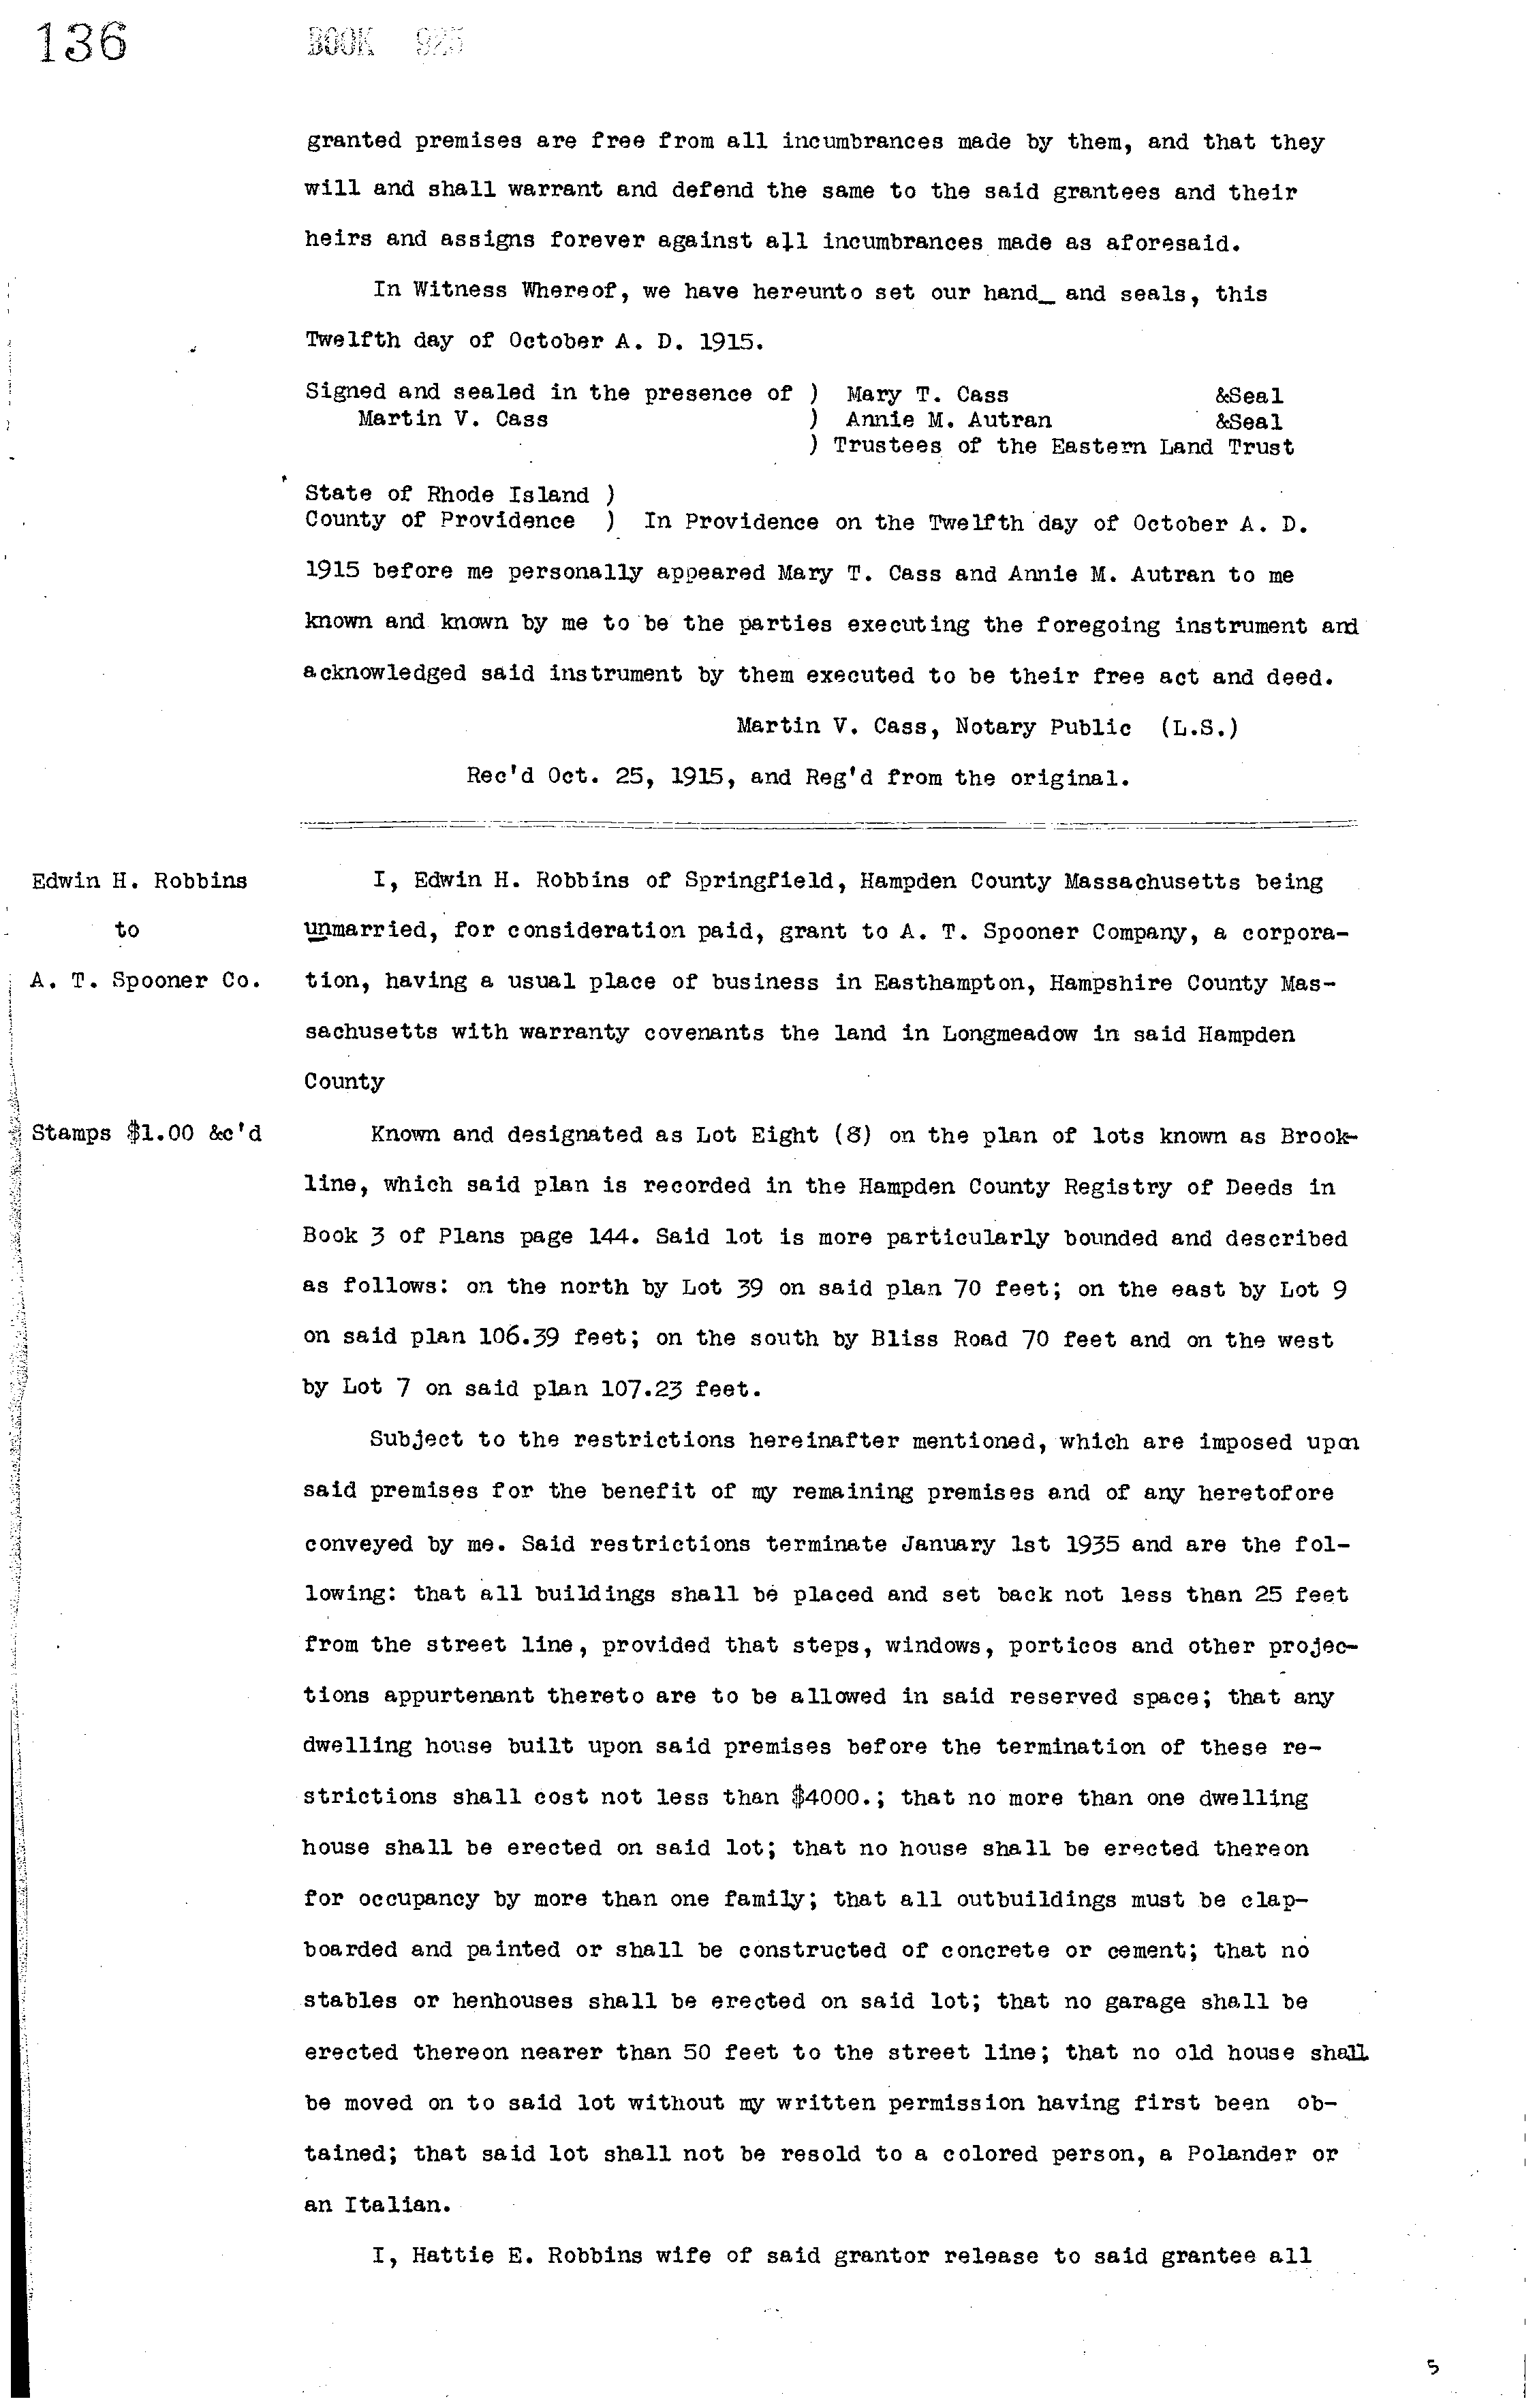 136 BOOK 925
granted premises are free from all incumbrances made by them, and that they
will and shall warrant and defend the same to the said grantees and their
heirs and assigns forever against all incumbrances made as aforesaid.
In Witness Whereof, we have hereunto set our hand_ and seals, this
Twelfth day of October A. D. 1915.
Signed and sealed in the presence of ) Mary T. Cass &Seal
Martin V. Cass ) Annie M. Autran &Seal
) Trustees of the Eastern Land Trust
State of Rhode Island )
County of Providence ) In Providence on the Twelfth day of October A. D.
1915 before me personally appeared Mary T. Cass and Annie M. Autran to me
known and known by me to be the parties executing the foregoing instrument and
acknowledged said instrument by them executed to be their free act and deed.
Martin V. Cass, Notary Public (L.S.)
Rec'd Oct. 25, 1915, and Reg'd from the original.
Edwin H. Robbins
to
A. T. Spooner Co.
Stamps $1.00 &c'd
I, Edwin H. Robbins of Springfield, Hampden County Massachusetts being
unmarried, for consideration paid, grant to A. T. Spooner Company, a corpora-
tion, having a usual place of business in Easthampton, Hampshire County Mas-
sachusetts with warranty covenants the land in Longmeadow in said Hampden
County
Known and designated as Lot Eight (8) on the plan of lots known as Brook-
line, which said plan is recorded in the Hampden County Registry of Deeds in
Book 3 of Plans page 144. Said lot is more particularly bounded and described
as follows: on the north by Lot 39 on said plan 70 feet; on the east by Lot 9
on said plan 106.39 feet; on the south by Bliss Road 70 feet and on the west
by Lot 7 on said plan 107.23 feet.
Subject to the restrictions hereinafter mentioned, which are imposed upon
said premises for the benefit of my remaining premises and of any heretofore
conveyed by me. Said restrictions terminate January 1st 1935 and are the fol-
lowing: that all buildings shall be placed and set back not less than 25 feet
from the street line, provided that steps, windows, porticos and other projec-
tions appurtenant thereto are to be allowed in said reserved space; that any
dwelling house built upon said premises before the termination of these re-
strictions shall cost not less than $4000.; that no more than one dwelling
house shall be erected on said lot; that no house shall be erected thereon
for occupancy by more than one family; that all outbuildings must be clap-
boarded and painted or shall be constructed of concrete or cement; that no
stables or henhouses shall be erected on said lot; that no garage shall be
erected thereon nearer than 50 feet to the street line; that no old house shall
be moved on to said lot without my written permission having first been ob-
tained; that said lot shall not be resold to a colored person, a Polander or
an Italian.
I, Hattie E. Robbins wife of said grantor release to said grantee all
5